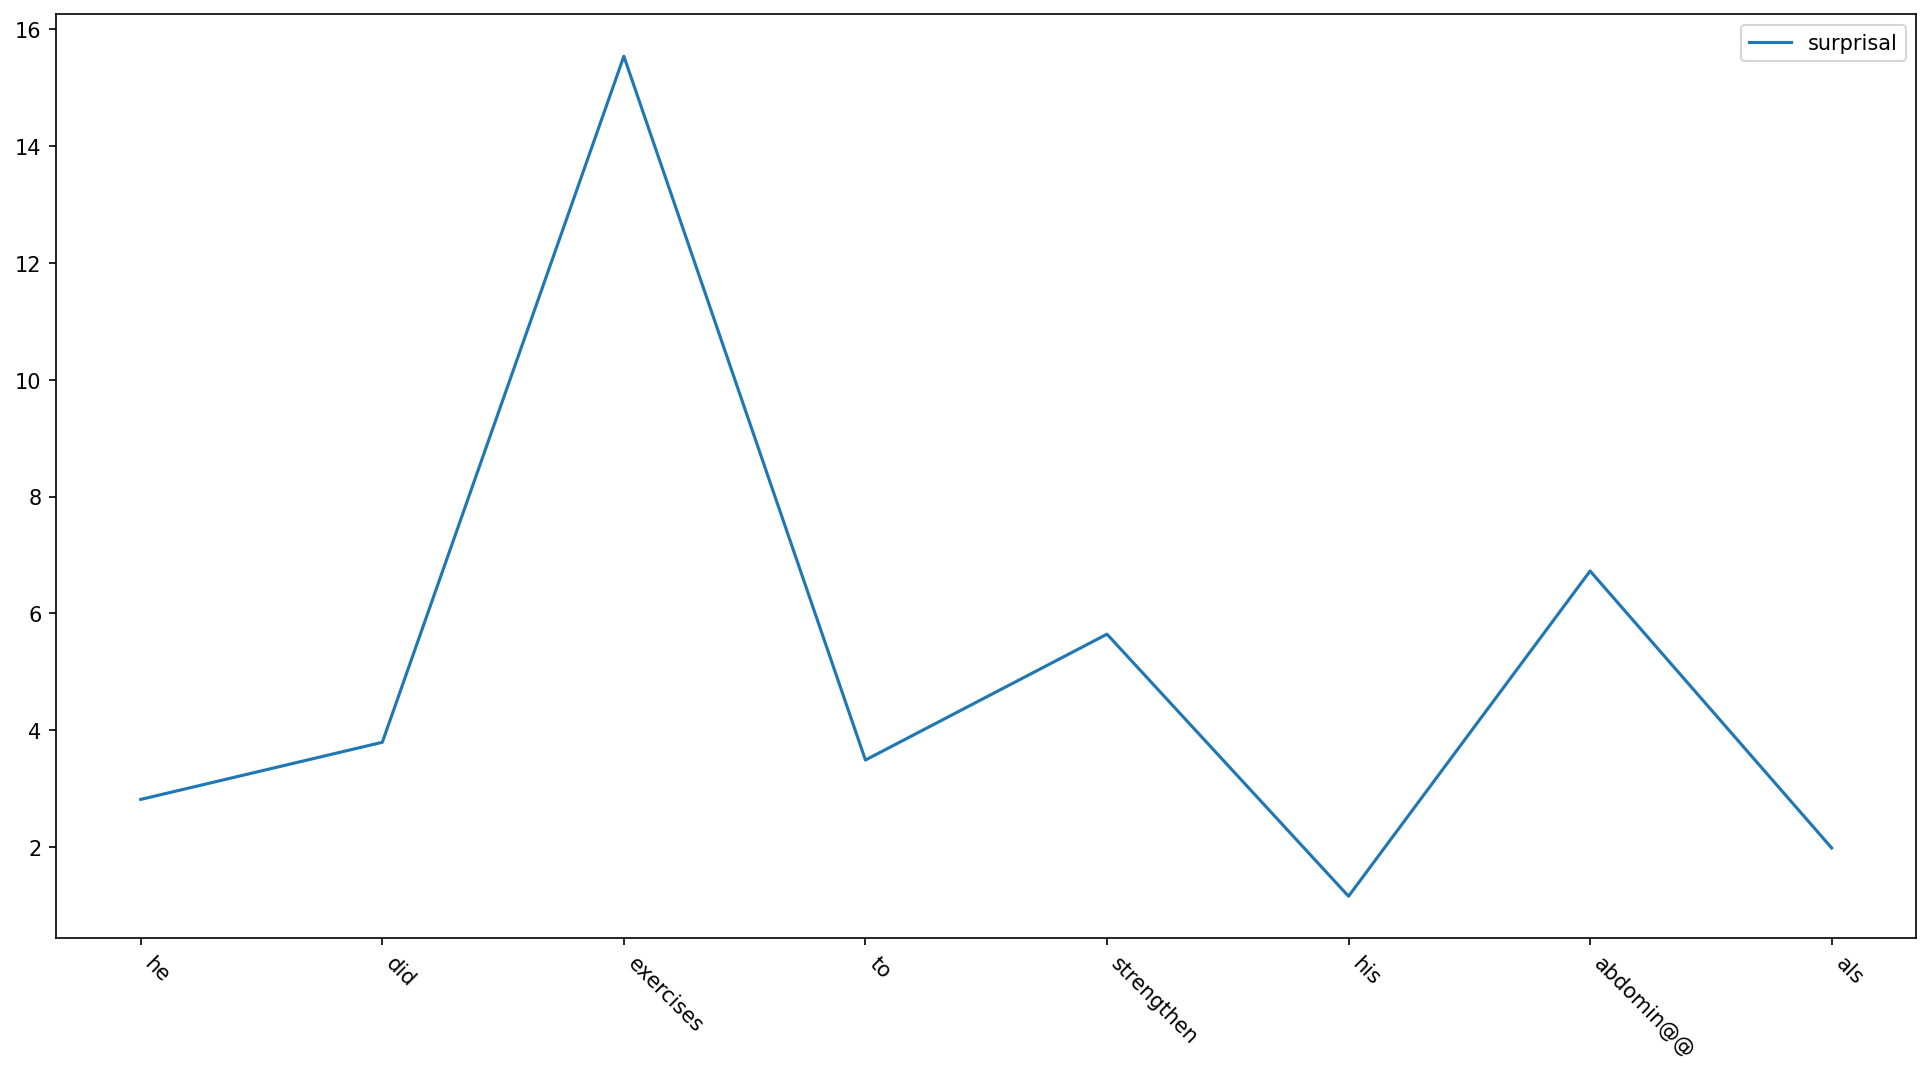 surprisal
16
14
12
10
8
6
4
2
he
did
exercises
to
strengthen
his
abdomin@@
als